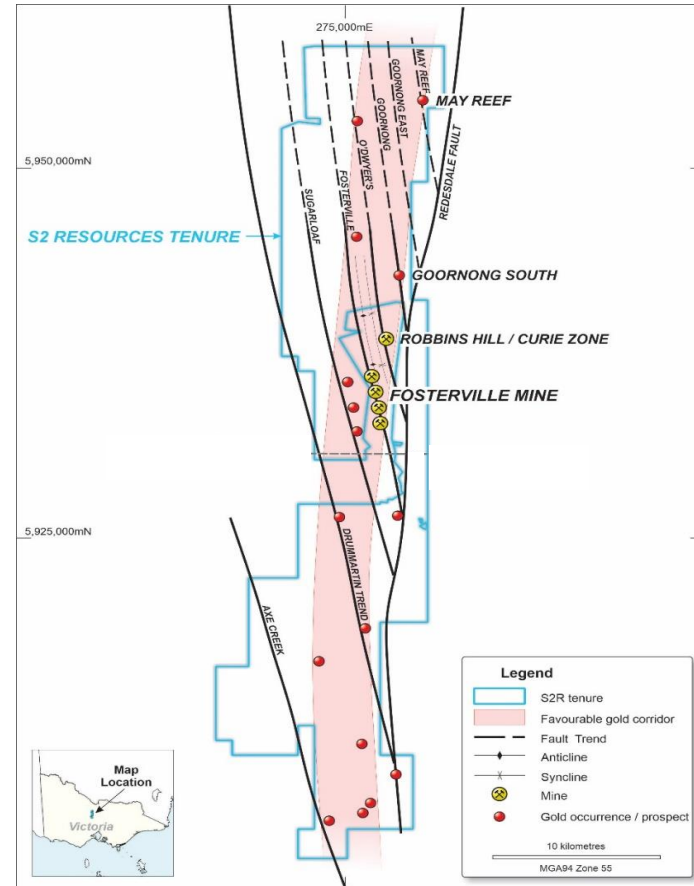 275,000mE
MAY REEF
GOORNONG EAST
GOORNONG
O'DWYER'S
FOSTERVILLE
SUGARLOAF
MAY REEF
REDESDALE FAULT
5,950,000mN
S2 RESOURCES TENURE
GOORNONG SOUTH
ROBBINS HILL / CURIE ZONE
FOSTERVILLE MINE
5,925,000mN
DRUMMARTIN TREND
AXE CREEK
Map
Location
Victoria
Legend
S2R tenure
Favourable gold corridor
Fault Trend
Anticline
Syncline
Mine
Gold occurrence / prospect
10 kilometres
MGA94 Zone 55